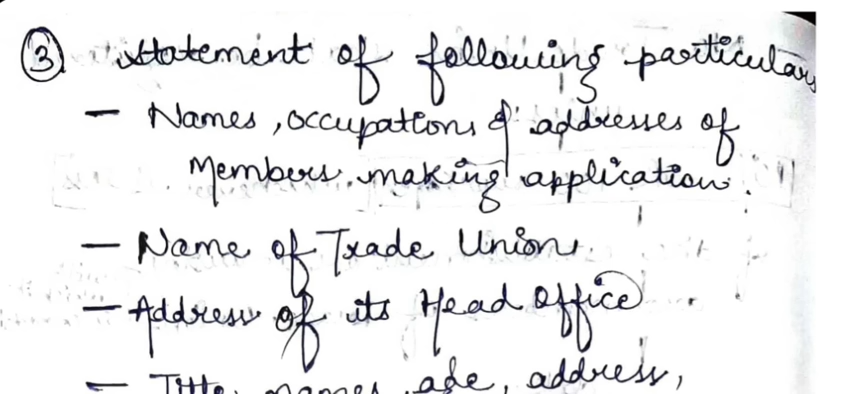 ③ statement of following particulars
- Names, occupations & addresses of
Members making application.
- Name of Trade Union.
- Address of its Head Office
- Title, names, age, address,